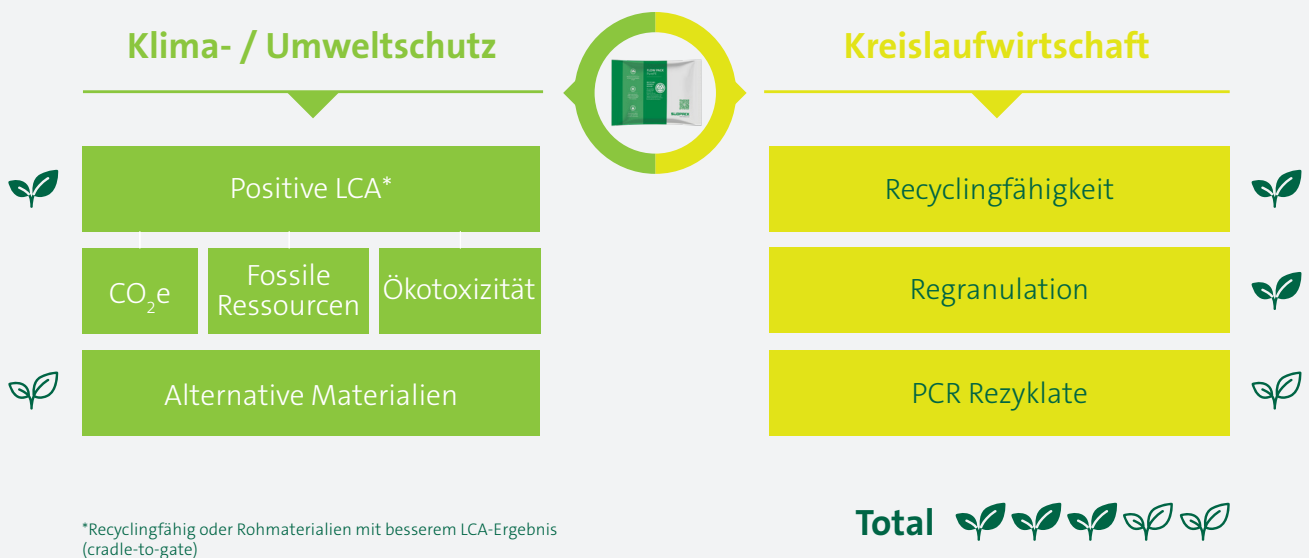 Klima- / Umweltschutz
Positive LCA*
CO₂e
Fossile
Ressourcen
Ökotoxizität
Alternative Materialien
*Recyclingfähig oder Rohmaterialien mit besserem LCA-Ergebnis
(cradle-to-gate)
Kreislaufwirtschaft
Recyclingfähigkeit
Regranulation
PCR Rezyklate
Total